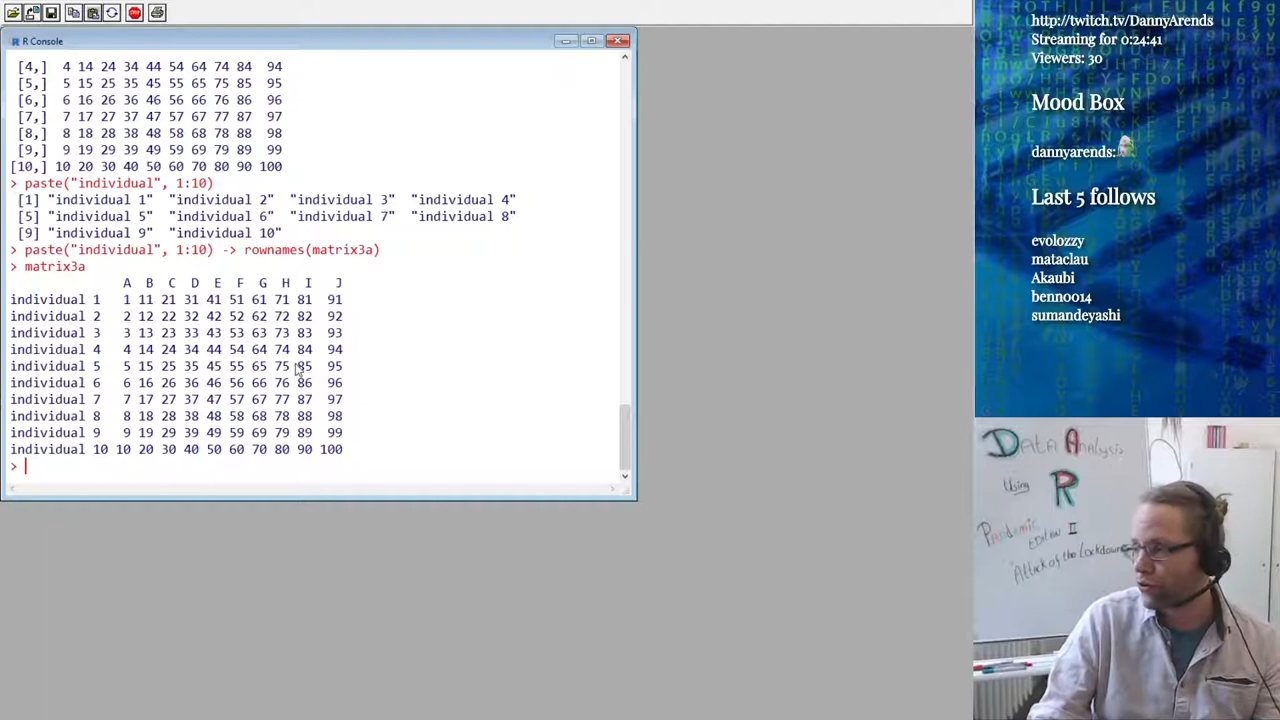 R Console
[4,] 4 14 24 34 44 54 64 74 84 94
[5,] 5 15 25 35 45 55 65 75 85 95
[6,] 6 16 26 36 46 56 66 76 86 96
[7,] 7 17 27 37 47 57 67 77 87 97
[8,] 8 18 28 38 48 58 68 78 88 98
[9,] 9 19 29 39 49 59 69 79 89 99
[10,] 10 20 30 40 50 60 70 80 90 100
> paste("individual", 1:10)
[1] "individual 1" "individual 2" "individual 3" "individual 4"
[5] "individual 5" "individual 6" "individual 7" "individual 8"
[9] "individual 9" "individual 10"
> paste("individual", 1:10) -> rownames(matrix3a)
> matrix3a
A B C D E F G H I J
individual 1 1 11 21 31 41 51 61 71 81 91
individual 2 2 12 22 32 42 52 62 72 82 92
individual 3 3 13 23 33 43 53 63 73 83 93
individual 4 4 14 24 34 44 54 64 74 84 94
individual 5 5 15 25 35 45 55 65 75 85 95
individual 6 6 16 26 36 46 56 66 76 86 96
individual 7 7 17 27 37 47 57 67 77 87 97
individual 8 8 18 28 38 48 58 68 78 88 98
individual 9 9 19 29 39 49 59 69 79 89 99
individual 10 10 20 30 40 50 60 70 80 90 100
>
http://twitch.tv/DannyArends
Streaming for 0:24:41
Viewers: 30
Mood Box
dannyarends:
Last 5 follows
evolozzy
mataclau
Akaubi
benno014
sumandeyashi
DATA ANALYSIS
Using
R
Pandemic
EDITION II
Attack of the Lockdown